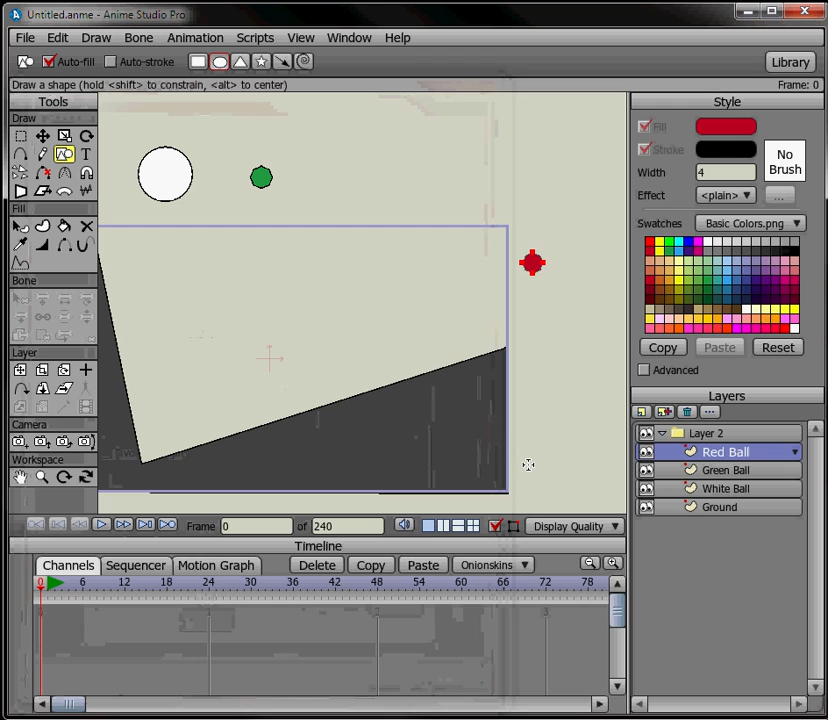 Untitled.anme - Anime Studio Pro
File Edit Draw Bone Animation Scripts View Window Help
Auto-fill Auto-stroke Library
Draw a shape (hold <shift> to constrain, <alt> to center) Frame: 0
Tools
Draw
T
Fill
Bone
Layer
Camera
Workspace
Style
Fill
Stroke
No Brush
Width 4
Effect <plain> ...
Swatches Basic Colors.png
Copy Paste Reset
Advanced
Layers
Layer 2
Red Ball
Green Ball
White Ball
Ground
Frame 0 of 240 Display Quality
Timeline
Channels Sequencer Motion Graph Delete Copy Paste Onionskins
0 6 12 18 24 30 36 42 48 54 60 66 72 78
1 2 3